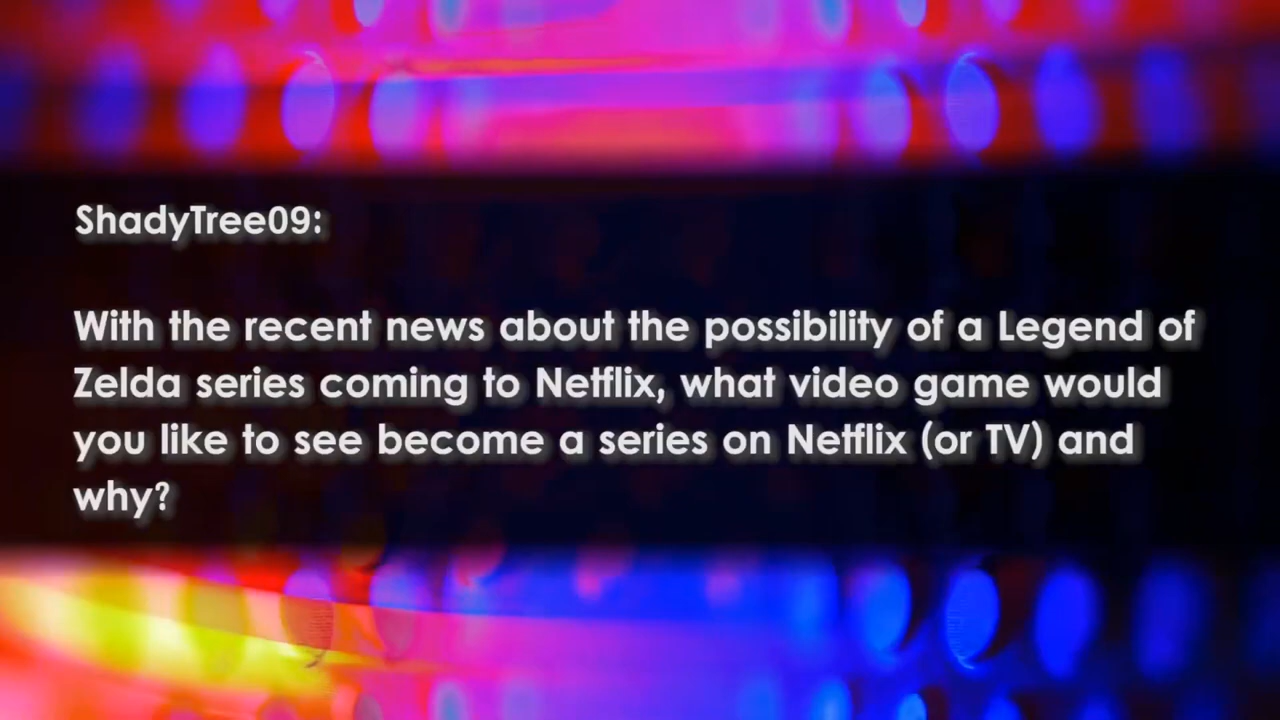 ShadyTree09:
With the recent news about the possibility of a Legend of
Zelda series coming to Netflix, what video game would
you like to see become a series on Netflix (or TV) and
why?